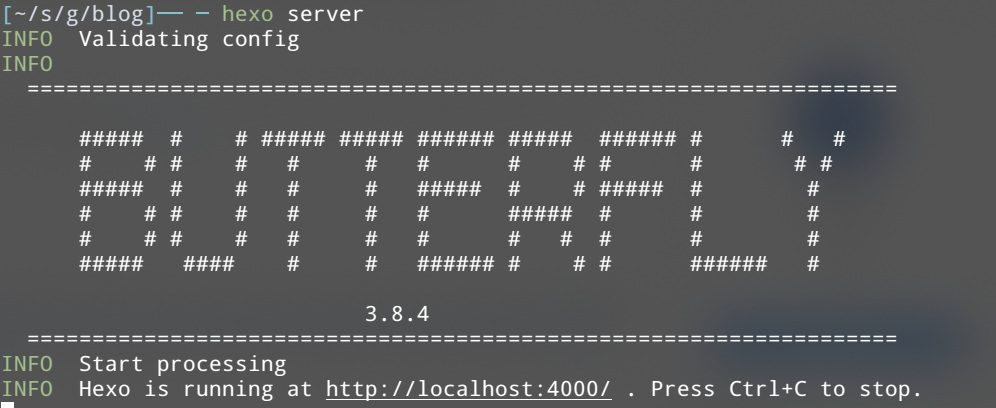 [~/s/g/blog]── ─ hexo server
INFO  Validating config
INFO
  ===================================================================

      #####  #    # ##### ##### ###### #####  ###### #      #   #
      #    # #    #   #     #   #      #    # #      #       # #
      #####  #    #   #     #   #####  #    # #####  #        #
      #    # #    #   #     #   #      #####  #      #        #
      #    # #    #   #     #   #      #   #  #      #        #
      #####   ####    #     #   ###### #    # #      ######   #

                            3.8.4
  ===================================================================
INFO  Start processing
INFO  Hexo is running at http://localhost:4000/ . Press Ctrl+C to stop.